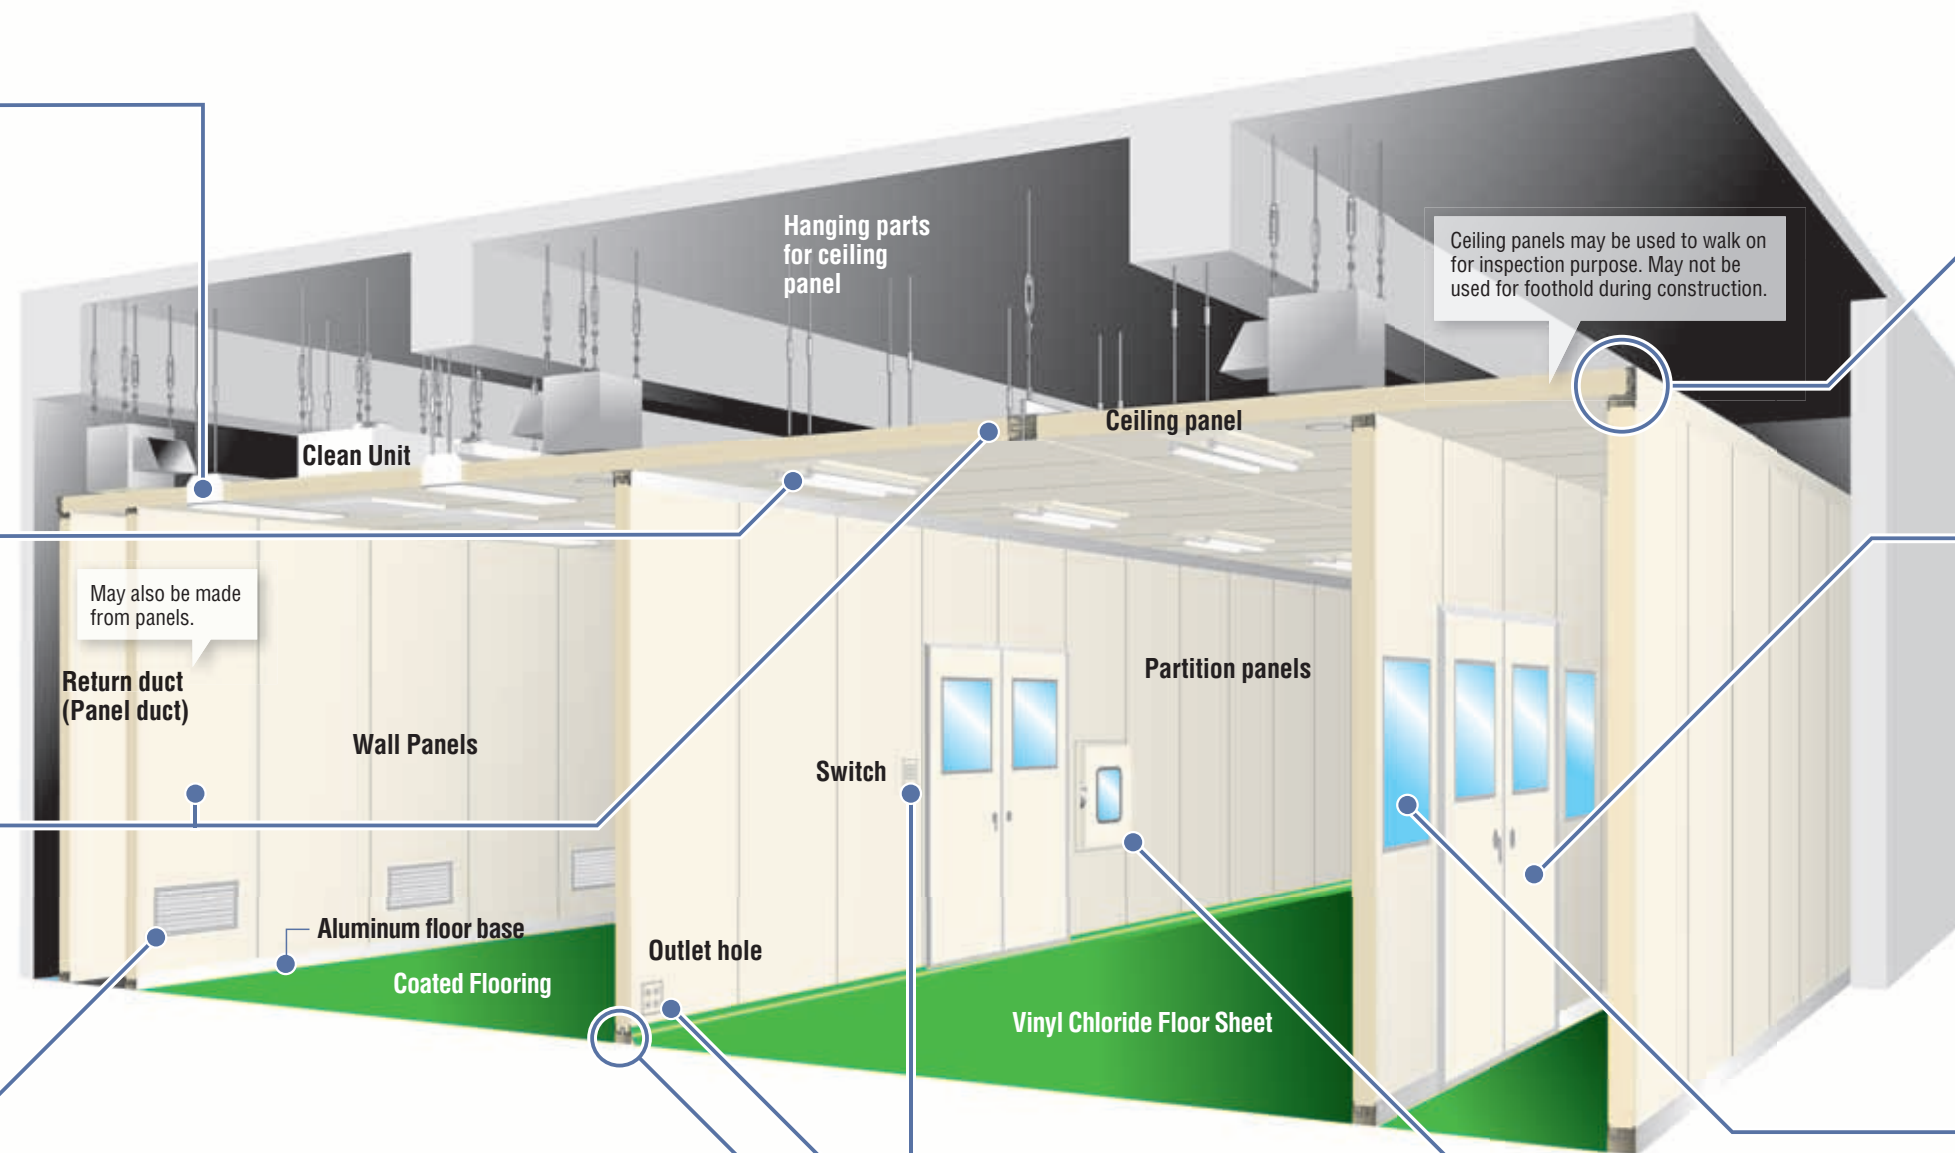 Hanging parts
for ceiling
panel
Ceiling panels may be used to walk on
for inspection purpose. May not be
used for foothold during construction.
Ceiling panel
Clean Unit
May also be made
from panels.
Return duct
(Panel duct)
Wall Panels
Partition panels
Switch
Aluminum floor base
Outlet hole
Coated Flooring
Vinyl Chloride Floor Sheet